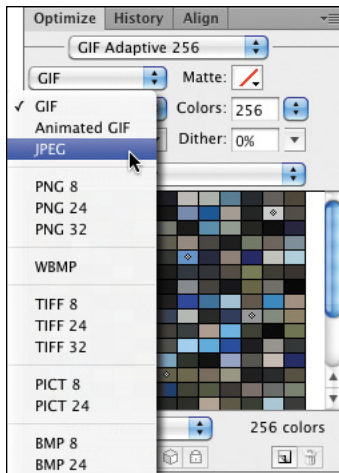 Optimize History Align
GIF Adaptive 256
GIF Matte:
✓ GIF Colors: 256
Animated GIF
JPEG Dither: 0%
PNG 8
PNG 24
PNG 32
WBMP
TIFF 8
TIFF 24
TIFF 32
PICT 8
PICT 24
256 colors
BMP 8
BMP 24